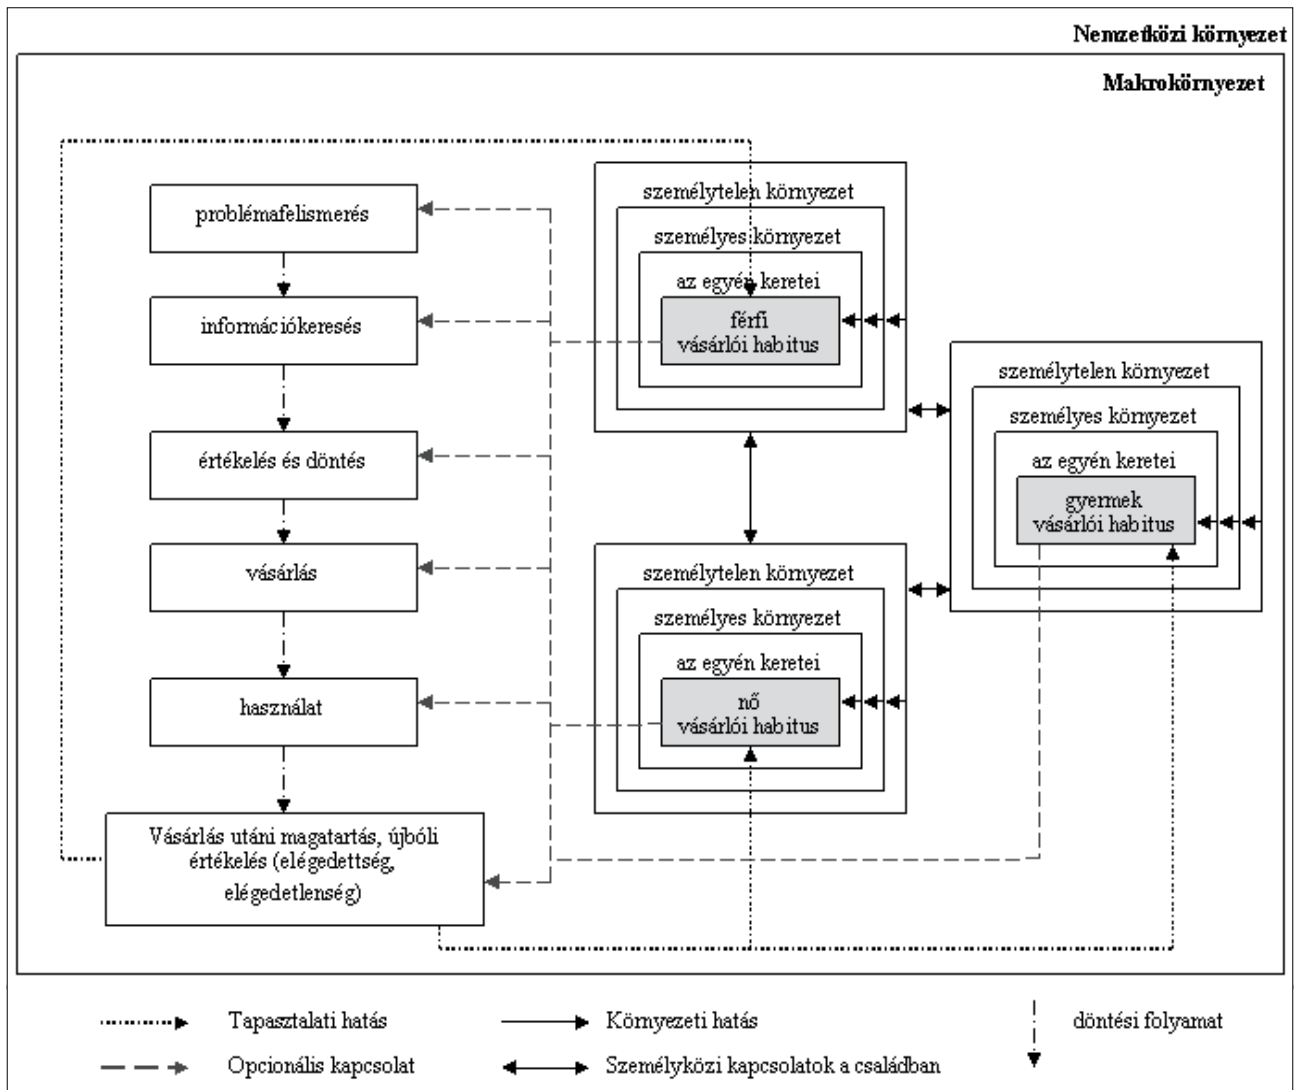 Nemzetközi környezet
Makrokörnyezet
problémafelismerés
információkeresés
értékelés és döntés
vásárlás
használat
Vásárlás utáni magatartás, újbóli
értékelés (elégedettség,
elégedetlenség)
személytelen környezet
személyes környezet
az egyén keretei
férfi
vásárlói habitus
személytelen környezet
személyes környezet
az egyén keretei
gyermek
vásárlói habitus
személytelen környezet
személyes környezet
az egyén keretei
nő
vásárlói habitus
Tapasztalati hatás
Környezeti hatás
döntési folyamat
Opcionális kapcsolat
Személyközi kapcsolatok a családban